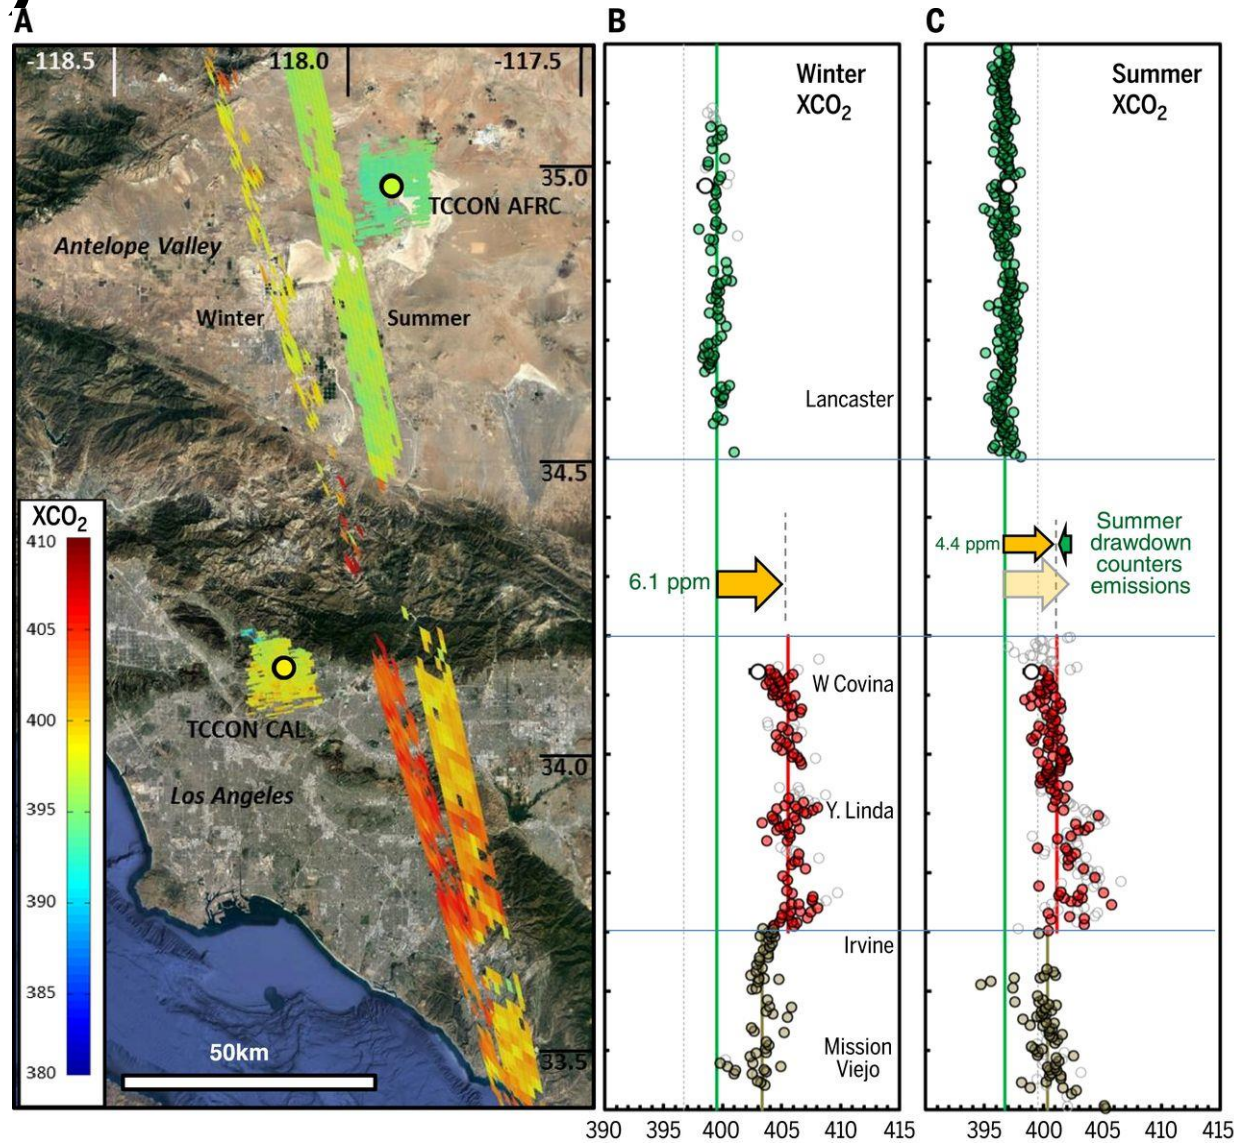 A
B
C
-118.5
118.0
-117.5
35.0
TCCON AFRC
Antelope Valley
Winter
Summer
34.5
XCO2
410
405
400
395
390
385
380
TCCON CAL
34.0
Los Angeles
50km
33.5
Winter
XCO2
Lancaster
6.1 ppm
W Covina
Y. Linda
Irvine
Mission
Viejo
390
395
400
405
410
415
Summer
XCO2
4.4 ppm
Summer
drawdown
counters
emissions
395
400
405
410
415